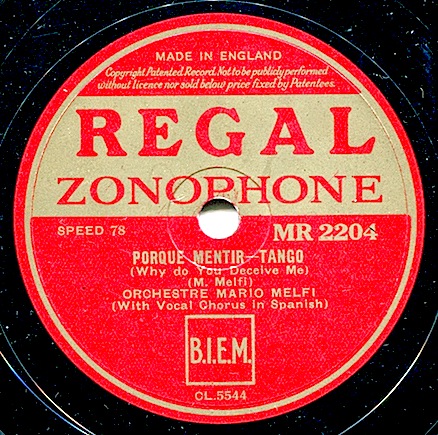 MADE IN ENGLAND
Copyright Patented Record. Not to be publicly performed
without licence nor sold below price fixed by Patentees.
REGAL
ZONOPHONE
SPEED 78
MR 2204
PORQUE MENTIR—TANGO
(Why do You Deceive Me)
(M. Melfi)
ORCHESTRE MARIO MELFI
(With Vocal Chorus in Spanish)
B.I.E.M.
CL.5544